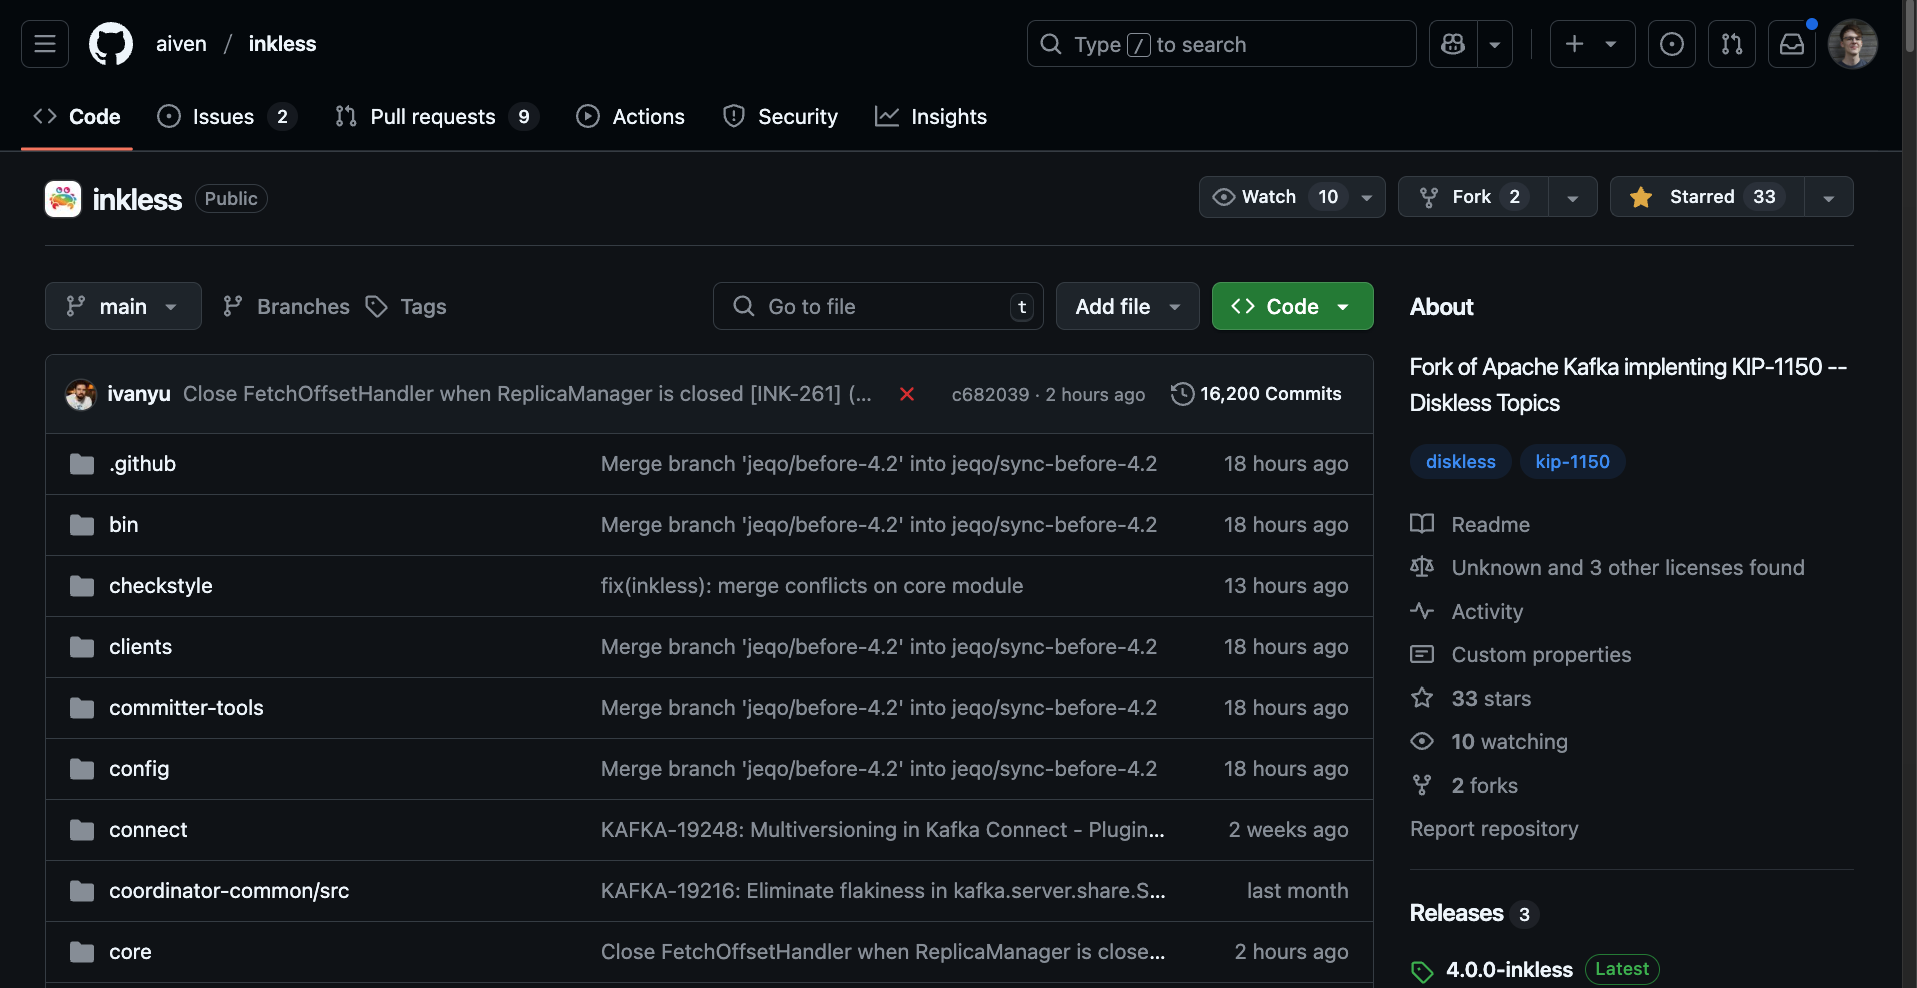 aiven / inkless
Type / to search
Code
Issues 2
Pull requests 9
Actions
Security
Insights
inkless Public
Watch 10
Fork 2
Starred 33
main
Branches
Tags
Go to file t
Add file
Code
ivanyu Close FetchOffsetHandler when ReplicaManager is closed [INK-261] (... c682039 · 2 hours ago 16,200 Commits
.github Merge branch 'jeqo/before-4.2' into jeqo/sync-before-4.2 18 hours ago
bin Merge branch 'jeqo/before-4.2' into jeqo/sync-before-4.2 18 hours ago
checkstyle fix(inkless): merge conflicts on core module 13 hours ago
clients Merge branch 'jeqo/before-4.2' into jeqo/sync-before-4.2 18 hours ago
committer-tools Merge branch 'jeqo/before-4.2' into jeqo/sync-before-4.2 18 hours ago
config Merge branch 'jeqo/before-4.2' into jeqo/sync-before-4.2 18 hours ago
connect KAFKA-19248: Multiversioning in Kafka Connect - Plugin... 2 weeks ago
coordinator-common/src KAFKA-19216: Eliminate flakiness in kafka.server.share.S... last month
core Close FetchOffsetHandler when ReplicaManager is close... 2 hours ago
About
Fork of Apache Kafka implenting KIP-1150 --
Diskless Topics
diskless kip-1150
Readme
Unknown and 3 other licenses found
Activity
Custom properties
33 stars
10 watching
2 forks
Report repository
Releases 3
4.0.0-inkless Latest